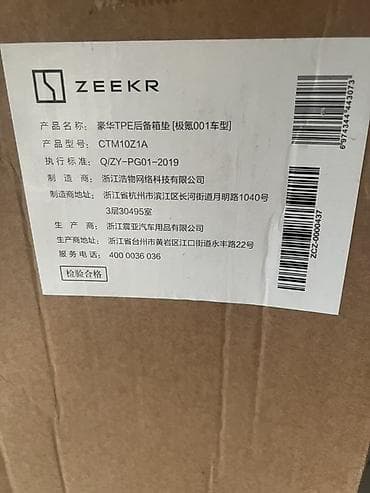 ZEEKR
产品名称: 豪华TPE后备箱垫 [极氪001车型]
产品型号: CTM10Z1A
执行标准: Q/ZY-PG01-2019
制 造 商: 浙江浩物网络科技有限公司
制造商地址: 浙江省杭州市滨江区长河街道月明路1040号
3层30495室
生 产 商: 浙江震亚汽车用品有限公司
生产商地址: 浙江省台州市黄岩区江口街道永丰路22号
服务电话: 400 0036 036
检验合格
6974344443073
ZC2-0000437